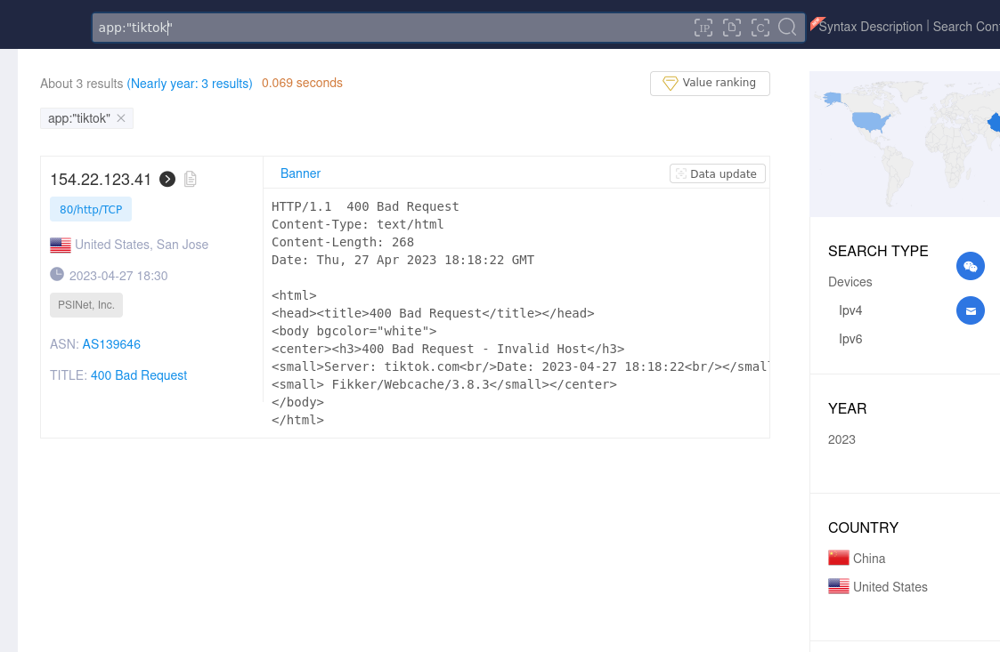 app:"tiktok"
IP
C
Syntax Description | Search Con
About 3 results (Nearly year: 3 results) 0.069 seconds
Value ranking
app:"tiktok"
154.22.123.41
80/http/TCP
United States, San Jose
2023-04-27 18:30
PSINet, Inc.
ASN: AS139646
TITLE: 400 Bad Request
Banner
Data update
HTTP/1.1  400 Bad Request
Content-Type: text/html
Content-Length: 268
Date: Thu, 27 Apr 2023 18:18:22 GMT
<html>
<head><title>400 Bad Request</title></head>
<body bgcolor="white">
<center><h3>400 Bad Request - Invalid Host</h3>
<small>Server: tiktok.com<br/>Date: 2023-04-27 18:18:22<br/></small
<small> Fikker/Webcache/3.8.3</small></center>
</body>
</html>
SEARCH TYPE
Devices
Ipv4
Ipv6
YEAR
2023
COUNTRY
China
United States